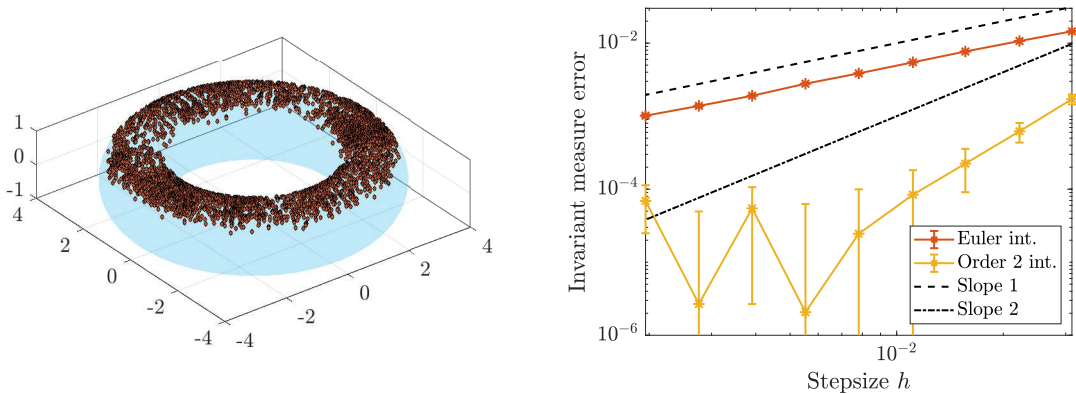 1
0
-1
4
2
0
-2
-4
-4
-2
0
2
4
Invariant measure error
10^-2
10^-4
10^-6
Euler int.
Order 2 int.
Slope 1
Slope 2
10^-2
Stepsize h